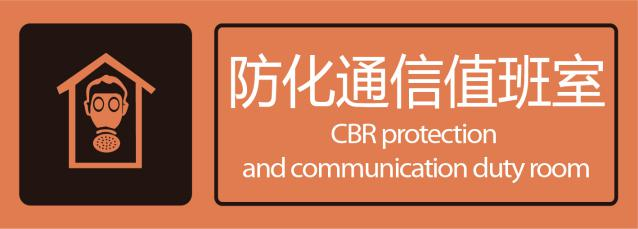 防化通信值班室
CBR protection
and communication duty room